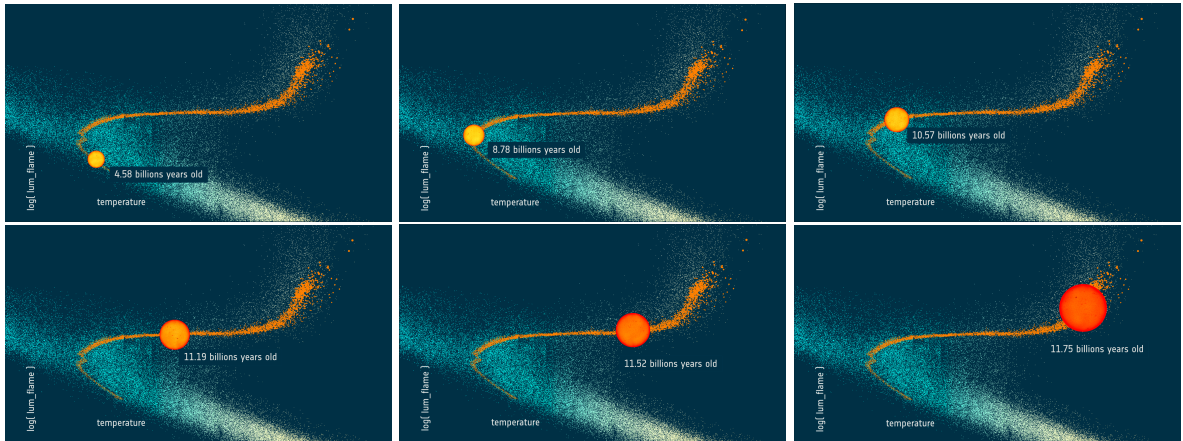 4.58 billions years old
log[ lum_flame ]
temperature
8.78 billions years old
log[ lum_flame ]
temperature
10.57 billions years old
log[ lum_flame ]
temperature
11.19 billions years old
log[ lum_flame ]
temperature
11.52 billions years old
log[ lum_flame ]
temperature
11.75 billions years old
log[ lum_flame ]
temperature